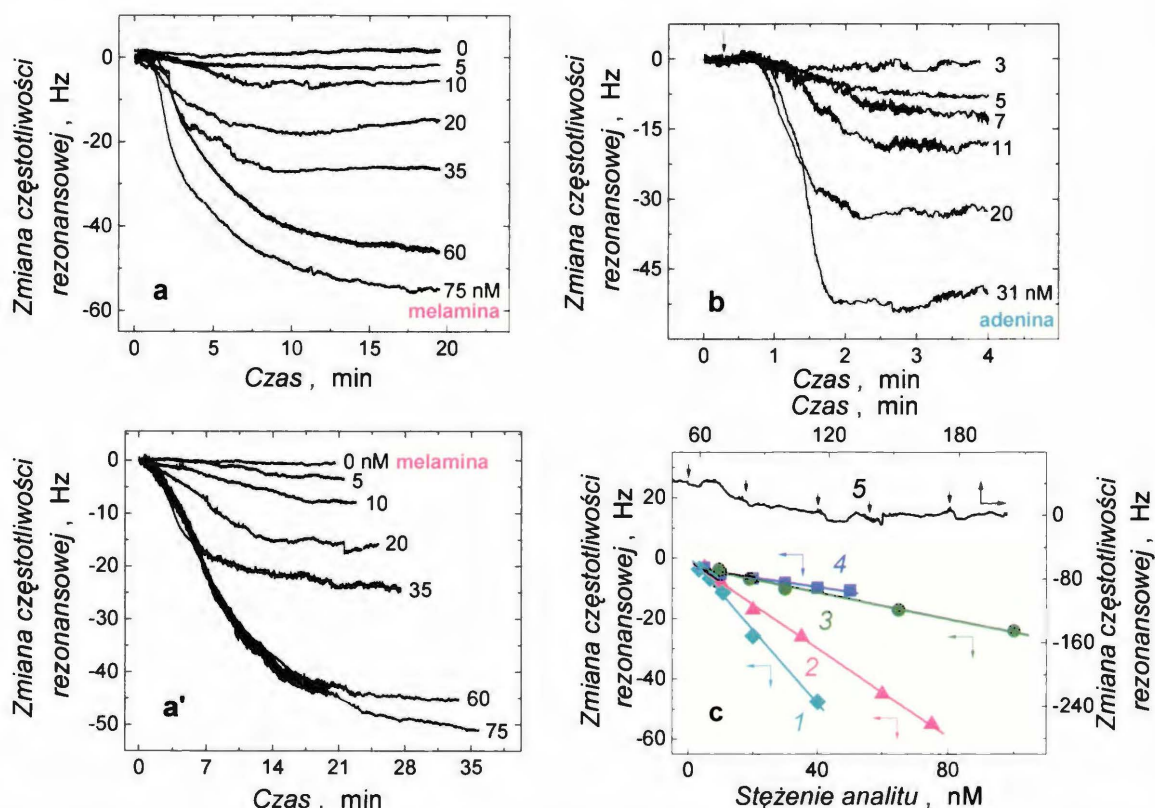 Zmiana częstotliwości
rezonansowej , Hz
0
-20
-40
-60
0
5
10
20
35
60
75 nM
melamina
a
0
5
10
15
20
Czas , min
Zmiana częstotliwości
rezonansowej , Hz
0
-15
-30
-45
3
5
7
11
20
31 nM
adenina
b
0
1
2
3
4
Czas , min
Zmiana częstotliwości
rezonansowej , Hz
0
-10
-20
-30
-40
-50
0 nM melamina
5
10
20
35
60
75
a'
0
7
14
21
28
35
Czas , min
Czas , min
60
90
120
150
190
Zmiana częstotliwości
rezonansowej , Hz
20
0
-20
-40
-60
5
4
3
2
1
c
0
-80
-160
-240
Zmiana częstotliwości
rezonansowej , Hz
0
40
80
Stężenie analitu , nM